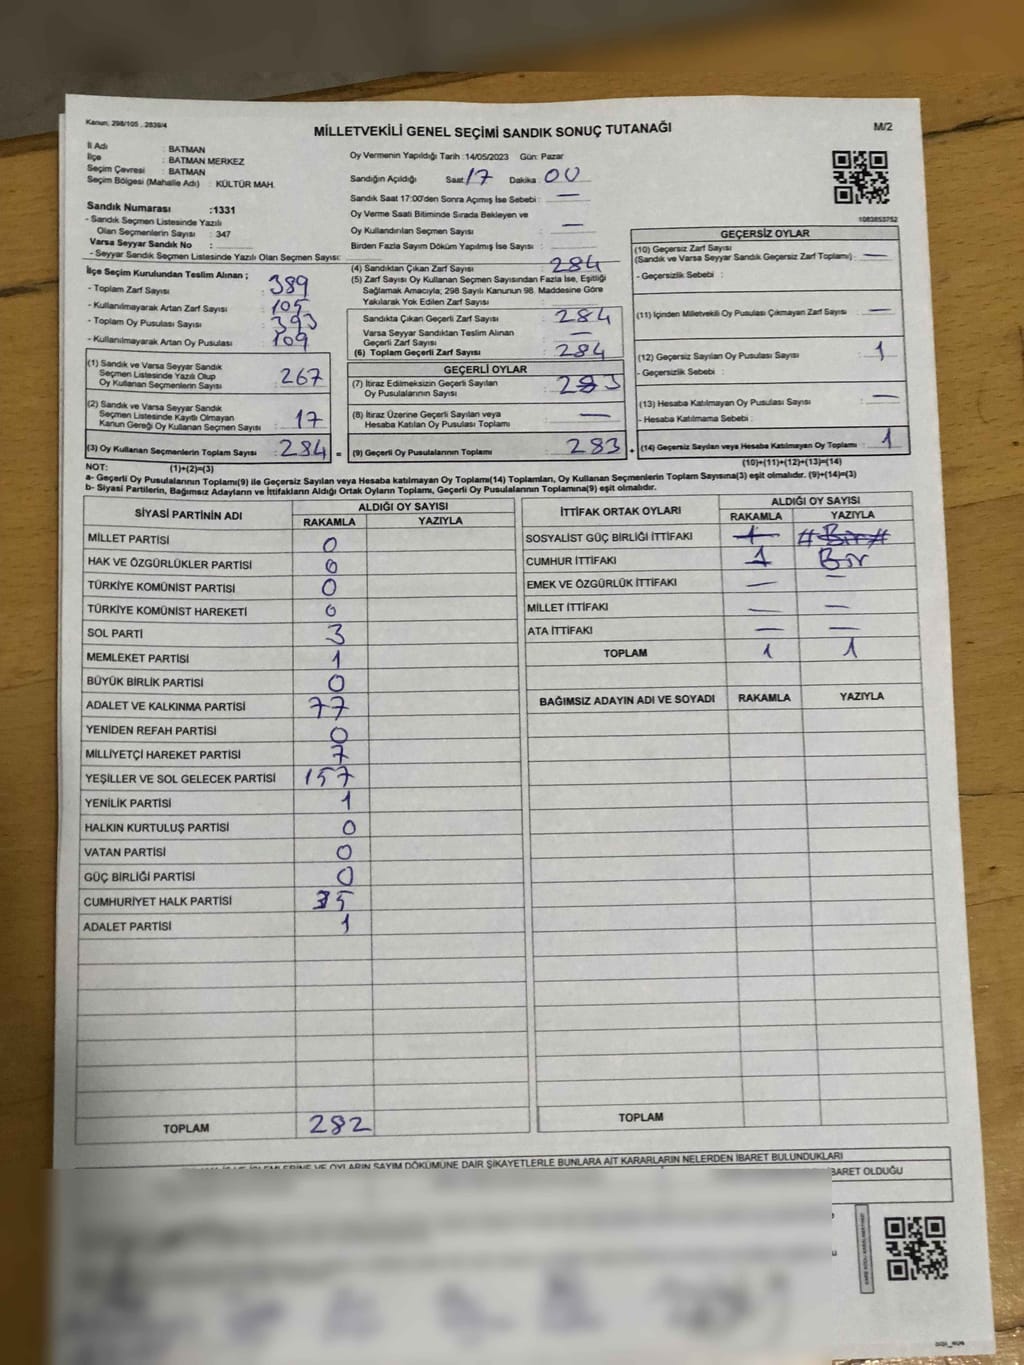 Kanun: 298/105 , 2839/4
MİLLETVEKİLİ GENEL SEÇİMİ SANDIK SONUÇ TUTANAĞI
M/2
İl Adı : BATMAN
İlçe : BATMAN MERKEZ
Seçim Çevresi : BATMAN
Seçim Bölgesi (Mahalle Adı) : KÜLTÜR MAH.
Sandık Numarası :1331
- Sandık Seçmen Listesinde Yazılı
Olan Seçmenlerin Sayısı : 347
Varsa Seyyar Sandık No :
- Seyyar Sandık Seçmen Listesinde Yazılı Olan Seçmen Sayısı:
Oy Vermenin Yapıldığı Tarih :14/05/2023 Gün: Pazar
Sandığın Açıldığı Saat 17 Dakika : 00
Sandık Saat 17:00'den Sonra Açımış İse Sebebi : —
Oy Verme Saati Bitiminde Sırada Bekleyen ve
Oy Kullandırılan Seçmen Sayısı : —
Birden Fazla Sayım Döküm Yapılmış İse Sayısı :
1083853752
İlçe Seçim Kurulundan Teslim Alınan ;
- Toplam Zarf Sayısı : 389
- Kullanılmayarak Artan Zarf Sayısı : 105
- Toplam Oy Pusulası Sayısı : 393
- Kullanılmayarak Artan Oy Pusulası : 109
(4) Sandıktan Çıkan Zarf Sayısı : 284
(5) Zarf Sayısı Oy Kullanan Seçmen Sayısından Fazla İse, Eşitliği
Sağlamak Amacıyla; 298 Sayılı Kanunun 98. Maddesine Göre
Yakılarak Yok Edilen Zarf Sayısı :
Sandıkta Çıkan Geçerli Zarf Sayısı : 284
Varsa Seyyar Sandıktan Teslim Alınan
Geçerli Zarf Sayısı : —
(6) Toplam Geçerli Zarf Sayısı : 284
GEÇERSİZ OYLAR
(10) Geçersiz Zarf Sayısı
(Sandık ve Varsa Seyyar Sandık Geçersiz Zarf Toplamı) : —
- Geçersizlik Sebebi :
(11) İçinden Milletvekili Oy Pusulası Çıkmayan Zarf Sayısı : —
(12) Geçersiz Sayılan Oy Pusulası Sayısı : 1
- Geçersizlik Sebebi :
(13) Hesaba Katılmayan Oy Pusulası Sayısı : —
- Hesaba Katılmama Sebebi :
(14) Geçersiz Sayılan veya Hesaba Katılmayan Oy Toplamı : 1
(1) Sandık ve Varsa Seyyar Sandık
Seçmen Listesinde Yazılı Olup
Oy Kullanan Seçmenlerin Sayısı : 267
(2) Sandık ve Varsa Seyyar Sandık
Seçmen Listesinde Kayıtlı Olmayan
Kanun Gereği Oy Kullanan Seçmen Sayısı : 17
(3) Oy Kullanan Seçmenlerin Toplam Sayısı : 284 =
GEÇERLİ OYLAR
(7) İtiraz Edilmeksizin Geçerli Sayılan
Oy Pusulalarının Sayısı : 283
(8) İtiraz Üzerine Geçerli Sayılan veya
Hesaba Katılan Oy Pusulası Toplamı : —
(9) Geçerli Oy Pusulalarının Toplamı : 283 +
NOT: (1)+(2)=(3)
(10)+(11)+(12)+(13)=(14)
a- Geçerli Oy Pusulalarının Toplamı(9) ile Geçersiz Sayılan veya Hesaba katılmayan Oy Toplamı(14) Toplamları, Oy Kullanan Seçmenlerin Toplam Sayısına(3) eşit olmalıdır. (9)+(14)=(3)
b- Siyasi Partilerin, Bağımsız Adayların ve İttifakların Aldığı Ortak Oyların Toplamı, Geçerli Oy Pusulalarının Toplamına(9) eşit olmalıdır.
SİYASİ PARTİNİN ADI ALDIĞI OY SAYISI
RAKAMLA YAZIYLA
MİLLET PARTİSİ 0
HAK VE ÖZGÜRLÜKLER PARTİSİ 0
TÜRKİYE KOMÜNİST PARTİSİ 0
TÜRKİYE KOMÜNİST HAREKETİ 0
SOL PARTİ 3
MEMLEKET PARTİSİ 1
BÜYÜK BİRLİK PARTİSİ 0
ADALET VE KALKINMA PARTİSİ 77
YENİDEN REFAH PARTİSİ 0
MİLLİYETÇİ HAREKET PARTİSİ 7
YEŞİLLER VE SOL GELECEK PARTİSİ 157
YENİLİK PARTİSİ 1
HALKIN KURTULUŞ PARTİSİ 0
VATAN PARTİSİ 0
GÜÇ BİRLİĞİ PARTİSİ 0
CUMHURİYET HALK PARTİSİ 35
ADALET PARTİSİ 1
TOPLAM 282
İTTİFAK ORTAK OYLARI ALDIĞI OY SAYISI
RAKAMLA YAZIYLA
SOSYALİST GÜÇ BİRLİĞİ İTTİFAKI 1 # Bir #
CUMHUR İTTİFAKI 1 Bir
EMEK VE ÖZGÜRLÜK İTTİFAKI — —
MİLLET İTTİFAKI — —
ATA İTTİFAKI — —
TOPLAM 1 1
BAĞIMSIZ ADAYIN ADI VE SOYADI RAKAMLA YAZIYLA
TOPLAM
OYLARIN SAYIM DÖKÜMÜNE DAİR ŞİKAYETLERLE BUNLARA AİT KARARLARIN NELERDEN İBARET BULUNDUKLARI
BARET OLDUĞU